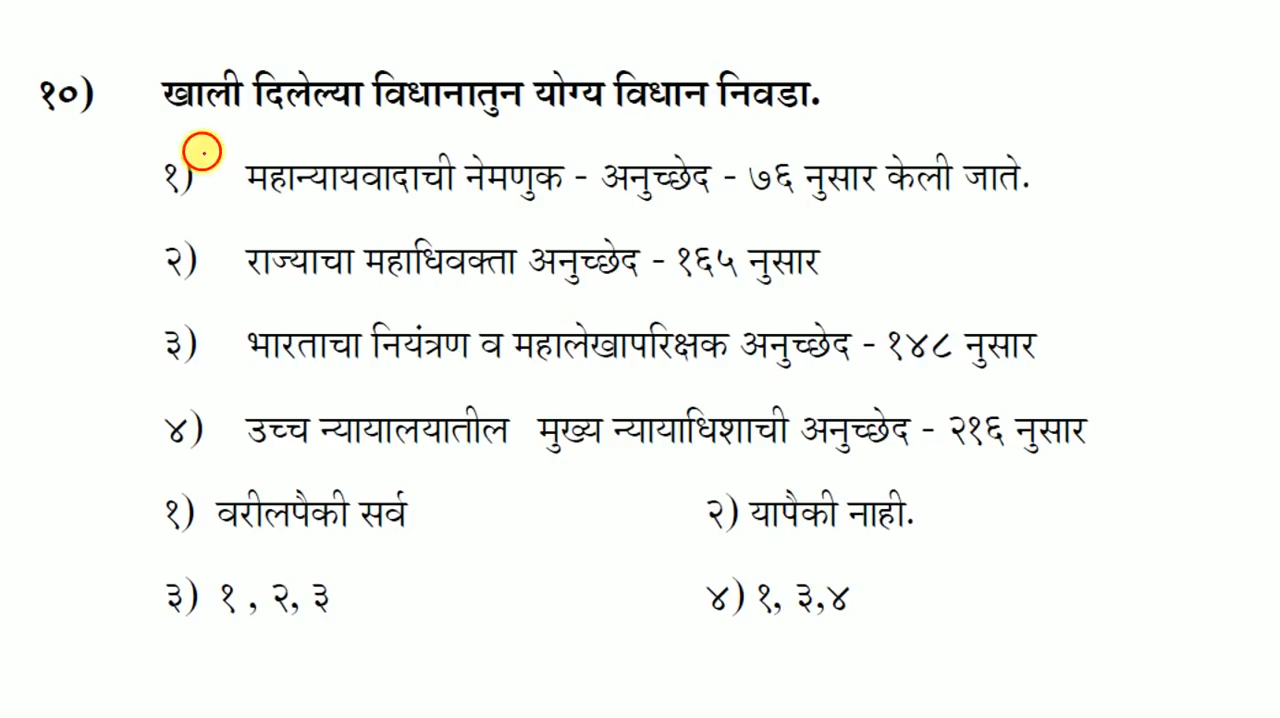 १०) खाली दिलेल्या विधानातुन योग्य विधान निवडा.
१) महान्यायवादाची नेमणुक - अनुच्छेद - ७६ नुसार केली जाते.
२) राज्याचा महाधिवक्ता अनुच्छेद - १६५ नुसार
३) भारताचा नियंत्रण व महालेखापरिक्षक अनुच्छेद - १४८ नुसार
४) उच्च न्यायालयातील मुख्य न्यायाधिशाची अनुच्छेद - २१६ नुसार
१) वरीलपैकी सर्व २) यापैकी नाही.
३) १ , २, ३ ४) १, ३,४